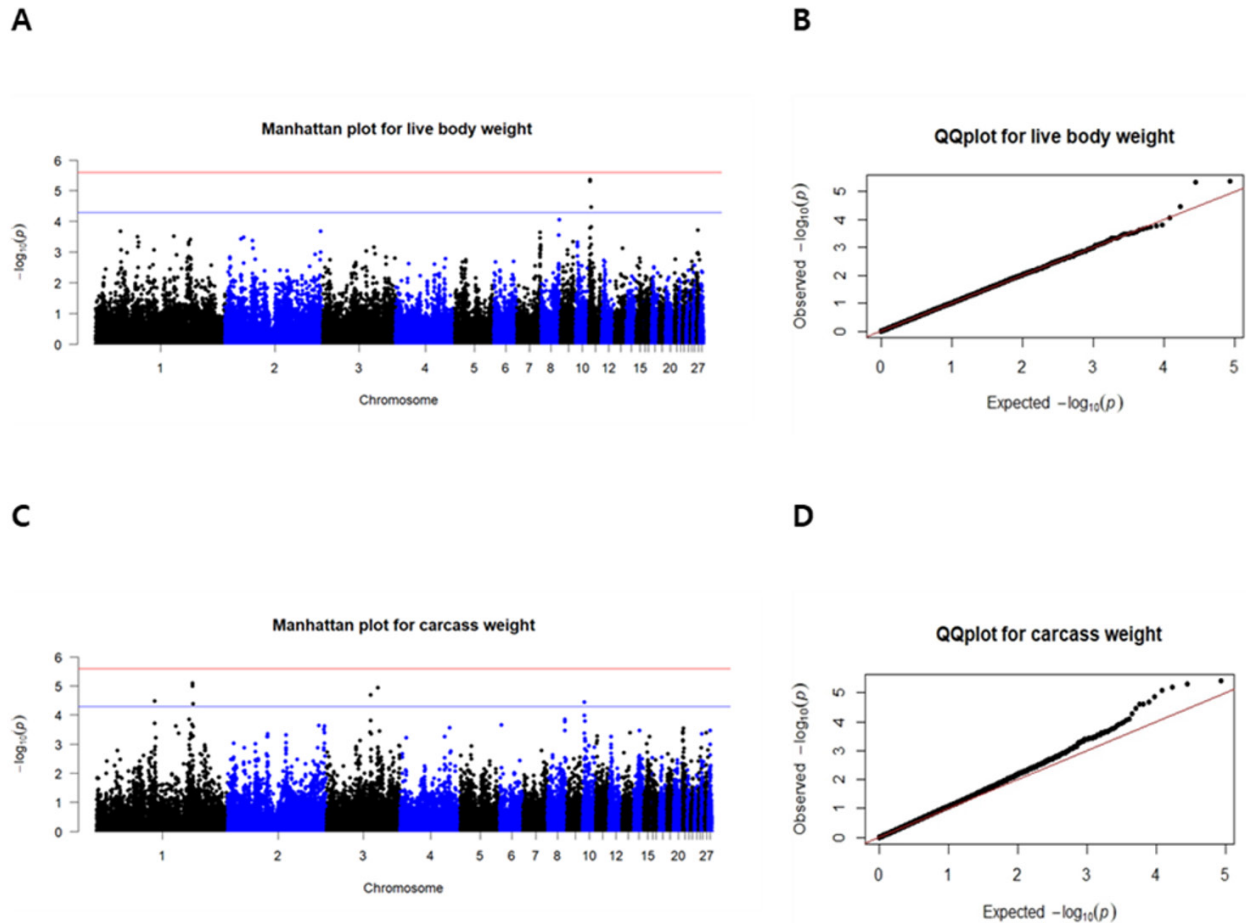 A
B
Manhattan plot for live body weight
QQplot for live body weight
6
5
4
3
2
1
0
−log10(p)
1 2 3 4 5 6 7 8 10 12 15 20 27
Chromosome
5
4
3
2
1
0
Observed −log10(p)
0 1 2 3 4 5
Expected −log10(p)
C
D
Manhattan plot for carcass weight
QQplot for carcass weight
6
5
4
3
2
1
0
−log10(p)
1 2 3 4 5 6 7 8 10 12 15 20 27
Chromosome
5
4
3
2
1
0
Observed −log10(p)
0 1 2 3 4 5
Expected −log10(p)